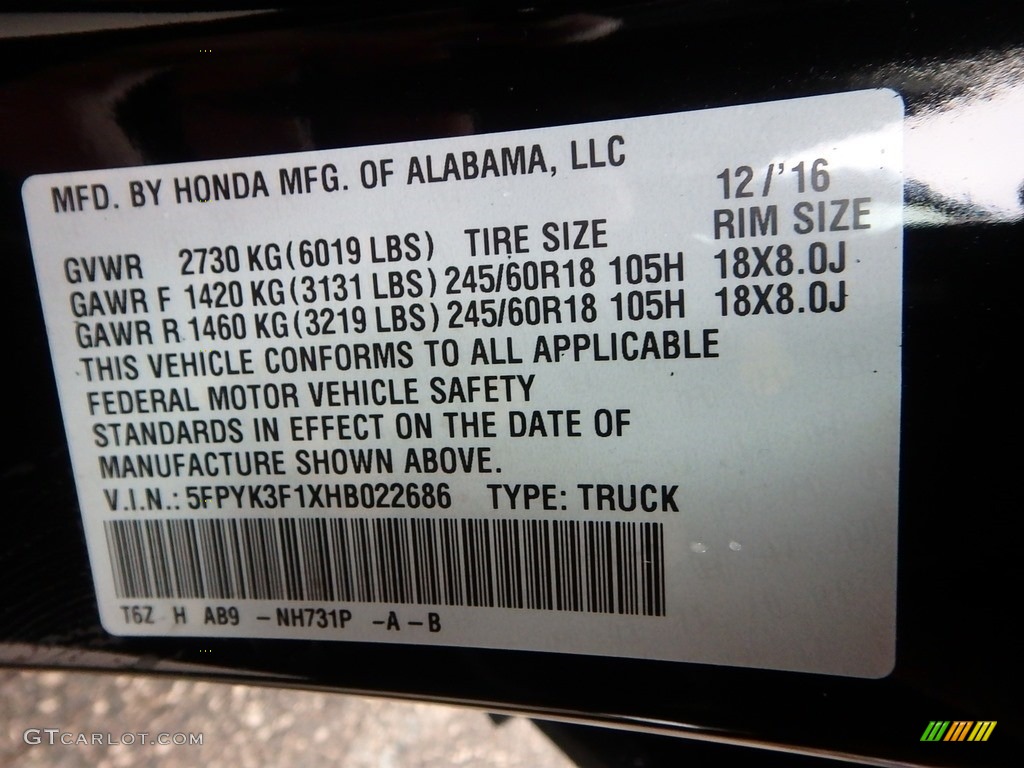 MFD. BY HONDA MFG. OF ALABAMA, LLC 12/'16
GVWR 2730 KG (6019 LBS) TIRE SIZE RIM SIZE
GAWR F 1420 KG (3131 LBS) 245/60R18 105H 18X8.0J
GAWR R 1460 KG (3219 LBS) 245/60R18 105H 18X8.0J
THIS VEHICLE CONFORMS TO ALL APPLICABLE
FEDERAL MOTOR VEHICLE SAFETY
STANDARDS IN EFFECT ON THE DATE OF
MANUFACTURE SHOWN ABOVE.
V.I.N.: 5FPYK3F1XHB022686 TYPE: TRUCK
T6Z H AB9 -NH731P -A-B
GTCARLOT.COM